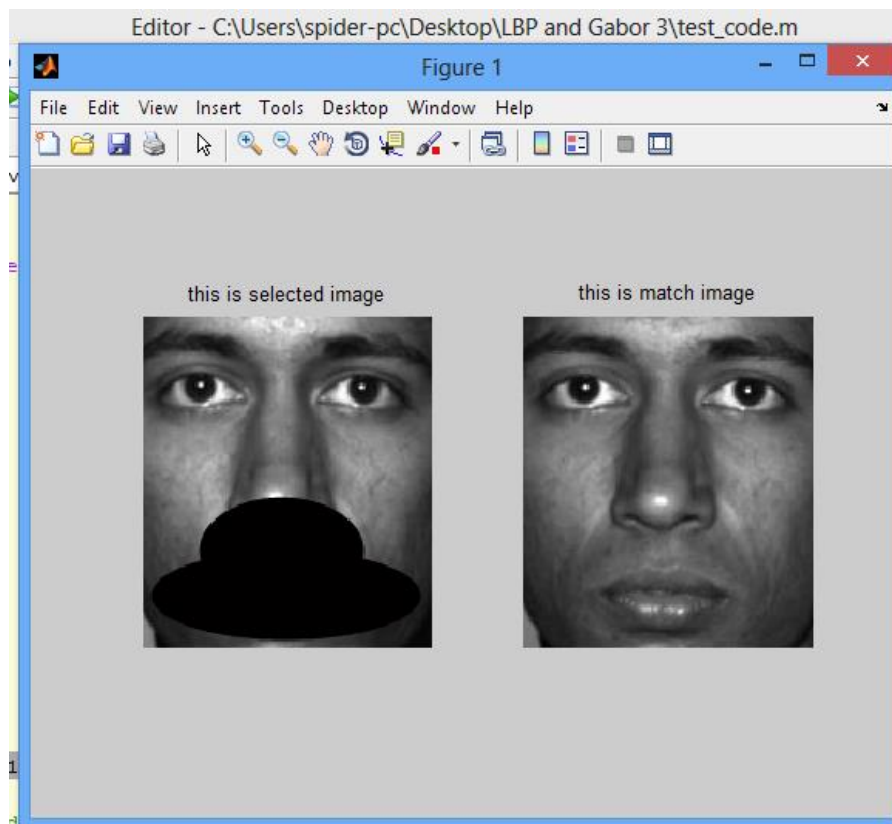 Editor - C:\Users\spider-pc\Desktop\LBP and Gabor 3\test_code.m
Figure 1
File Edit View Insert Tools Desktop Window Help
this is selected image
this is match image